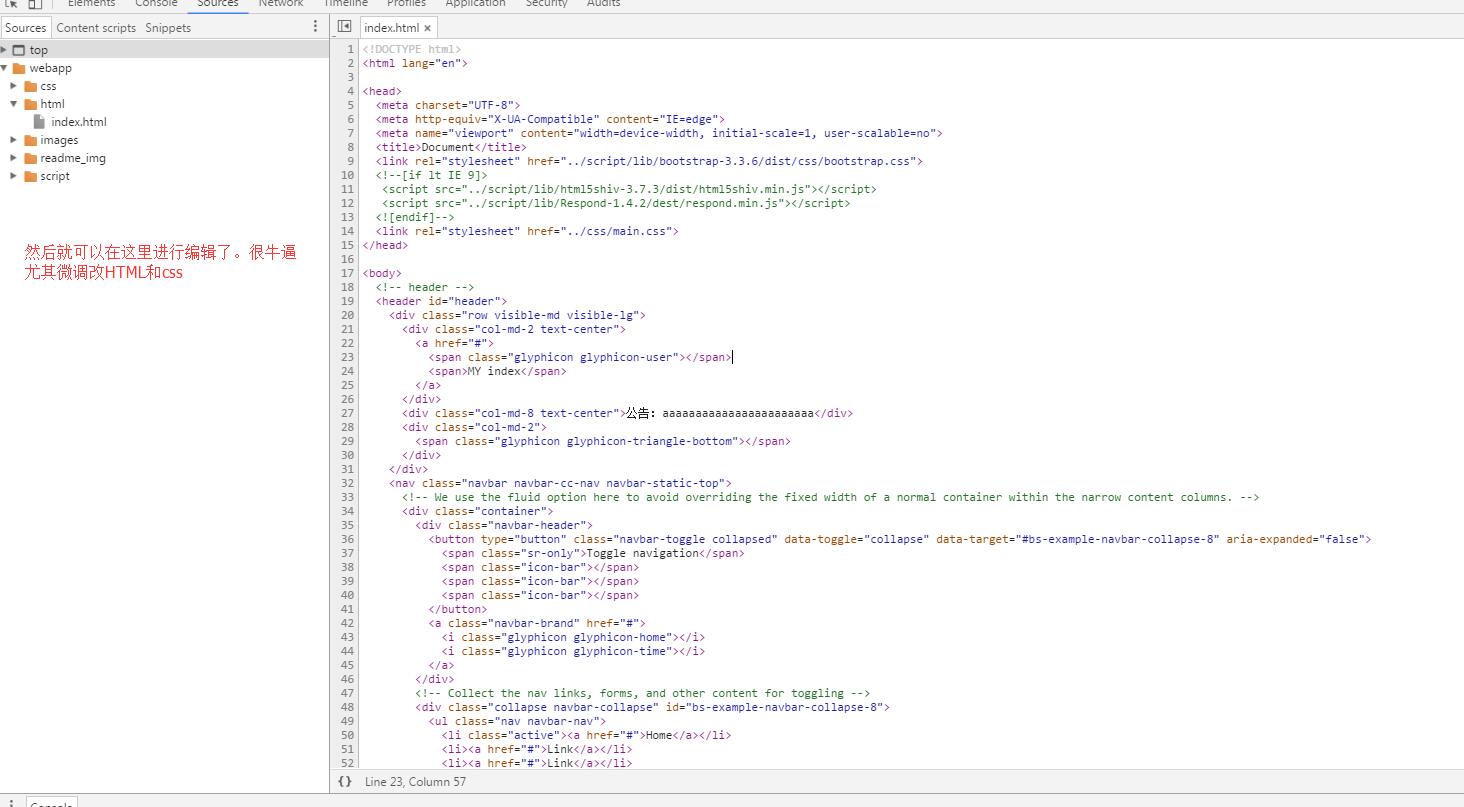 Elements Console Sources Network Timeline Profiles Application Security Audits
Sources Content scripts Snippets
index.html ×
top
webapp
css
html
index.html
images
readme_img
script
然后就可以在这里进行编辑了。很牛逼
尤其微调改HTML和css
1 <!DOCTYPE html>
2 <html lang="en">
3
4 <head>
5 <meta charset="UTF-8">
6 <meta http-equiv="X-UA-Compatible" content="IE=edge">
7 <meta name="viewport" content="width=device-width, initial-scale=1, user-scalable=no">
8 <title>Document</title>
9 <link rel="stylesheet" href="../script/lib/bootstrap-3.3.6/dist/css/bootstrap.css">
10 <!--[if lt IE 9]>
11 <script src="../script/lib/html5shiv-3.7.3/dist/html5shiv.min.js"></script>
12 <script src="../script/lib/Respond-1.4.2/dest/respond.min.js"></script>
13 <![endif]-->
14 <link rel="stylesheet" href="../css/main.css">
15 </head>
16
17 <body>
18 <!-- header -->
19 <header id="header">
20 <div class="row visible-md visible-lg">
21 <div class="col-md-2 text-center">
22 <a href="#">
23 <span class="glyphicon glyphicon-user"></span>
24 <span>MY index</span>
25 </a>
26 </div>
27 <div class="col-md-8 text-center">公告：aaaaaaaaaaaaaaaaaaaaaaa</div>
28 <div class="col-md-2">
29 <span class="glyphicon glyphicon-triangle-bottom"></span>
30 </div>
31 </div>
32 <nav class="navbar navbar-cc-nav navbar-static-top">
33 <!-- We use the fluid option here to avoid overriding the fixed width of a normal container within the narrow content columns. -->
34 <div class="container">
35 <div class="navbar-header">
36 <button type="button" class="navbar-toggle collapsed" data-toggle="collapse" data-target="#bs-example-navbar-collapse-8" aria-expanded="false">
37 <span class="sr-only">Toggle navigation</span>
38 <span class="icon-bar"></span>
39 <span class="icon-bar"></span>
40 <span class="icon-bar"></span>
41 </button>
42 <a class="navbar-brand" href="#">
43 <i class="glyphicon glyphicon-home"></i>
44 <i class="glyphicon glyphicon-time"></i>
45 </a>
46 </div>
47 <!-- Collect the nav links, forms, and other content for toggling -->
48 <div class="collapse navbar-collapse" id="bs-example-navbar-collapse-8">
49 <ul class="nav navbar-nav">
50 <li class="active"><a href="#">Home</a></li>
51 <li><a href="#">Link</a></li>
52 <li><a href="#">Link</a></li>
{} Line 23, Column 57
Console